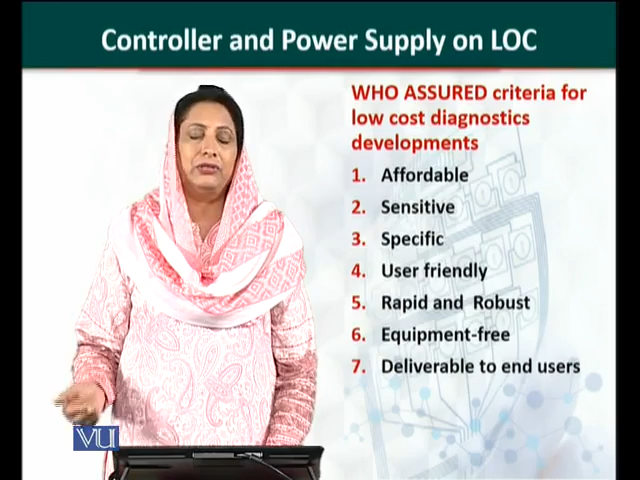 Controller and Power Supply on LOC
WHO ASSURED criteria for
low cost diagnostics
developments
1. Affordable
2. Sensitive
3. Specific
4. User friendly
5. Rapid and Robust
6. Equipment-free
7. Deliverable to end users
VU